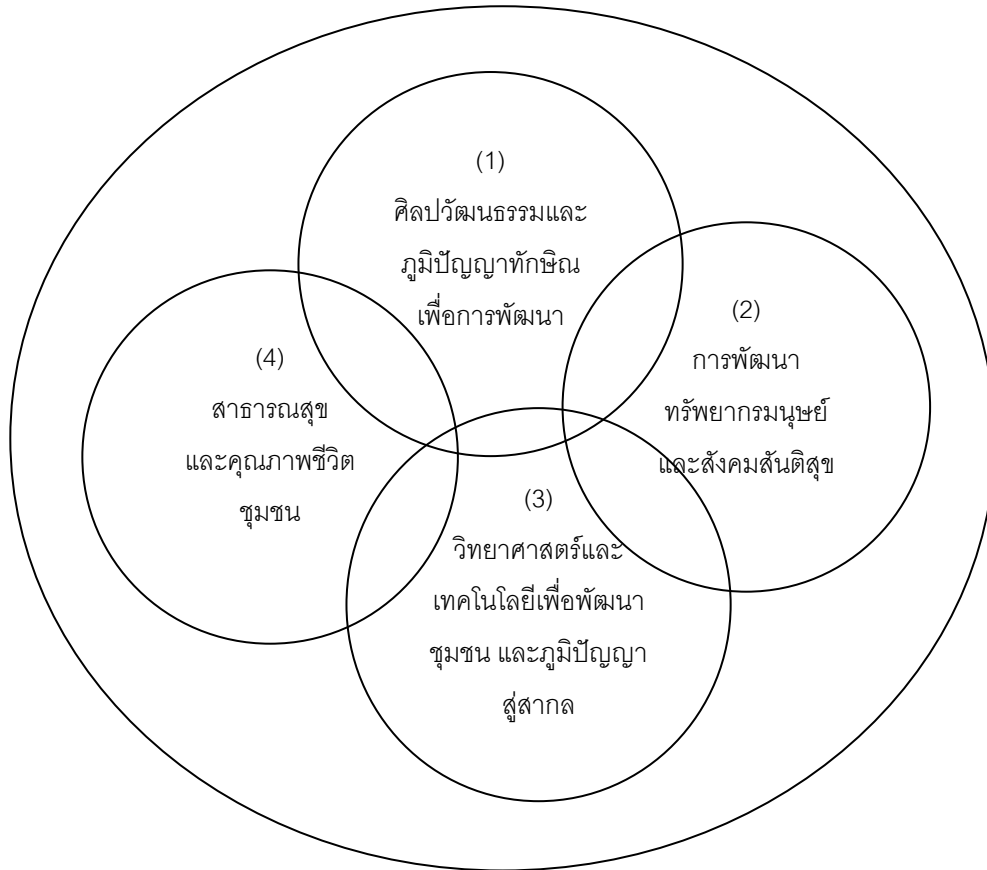 (1)
ศิลปวัฒนธรรมและ
ภูมิปัญญาทักษิณ
เพื่อการพัฒนา
(2)
การพัฒนา
ทรัพยากรมนุษย์
และสังคมสันติสุข
(3)
วิทยาศาสตร์และ
เทคโนโลยีเพื่อพัฒนา
ชุมชน และภูมิปัญญา
สู่สากล
(4)
สาธารณสุข
และคุณภาพชีวิต
ชุมชน